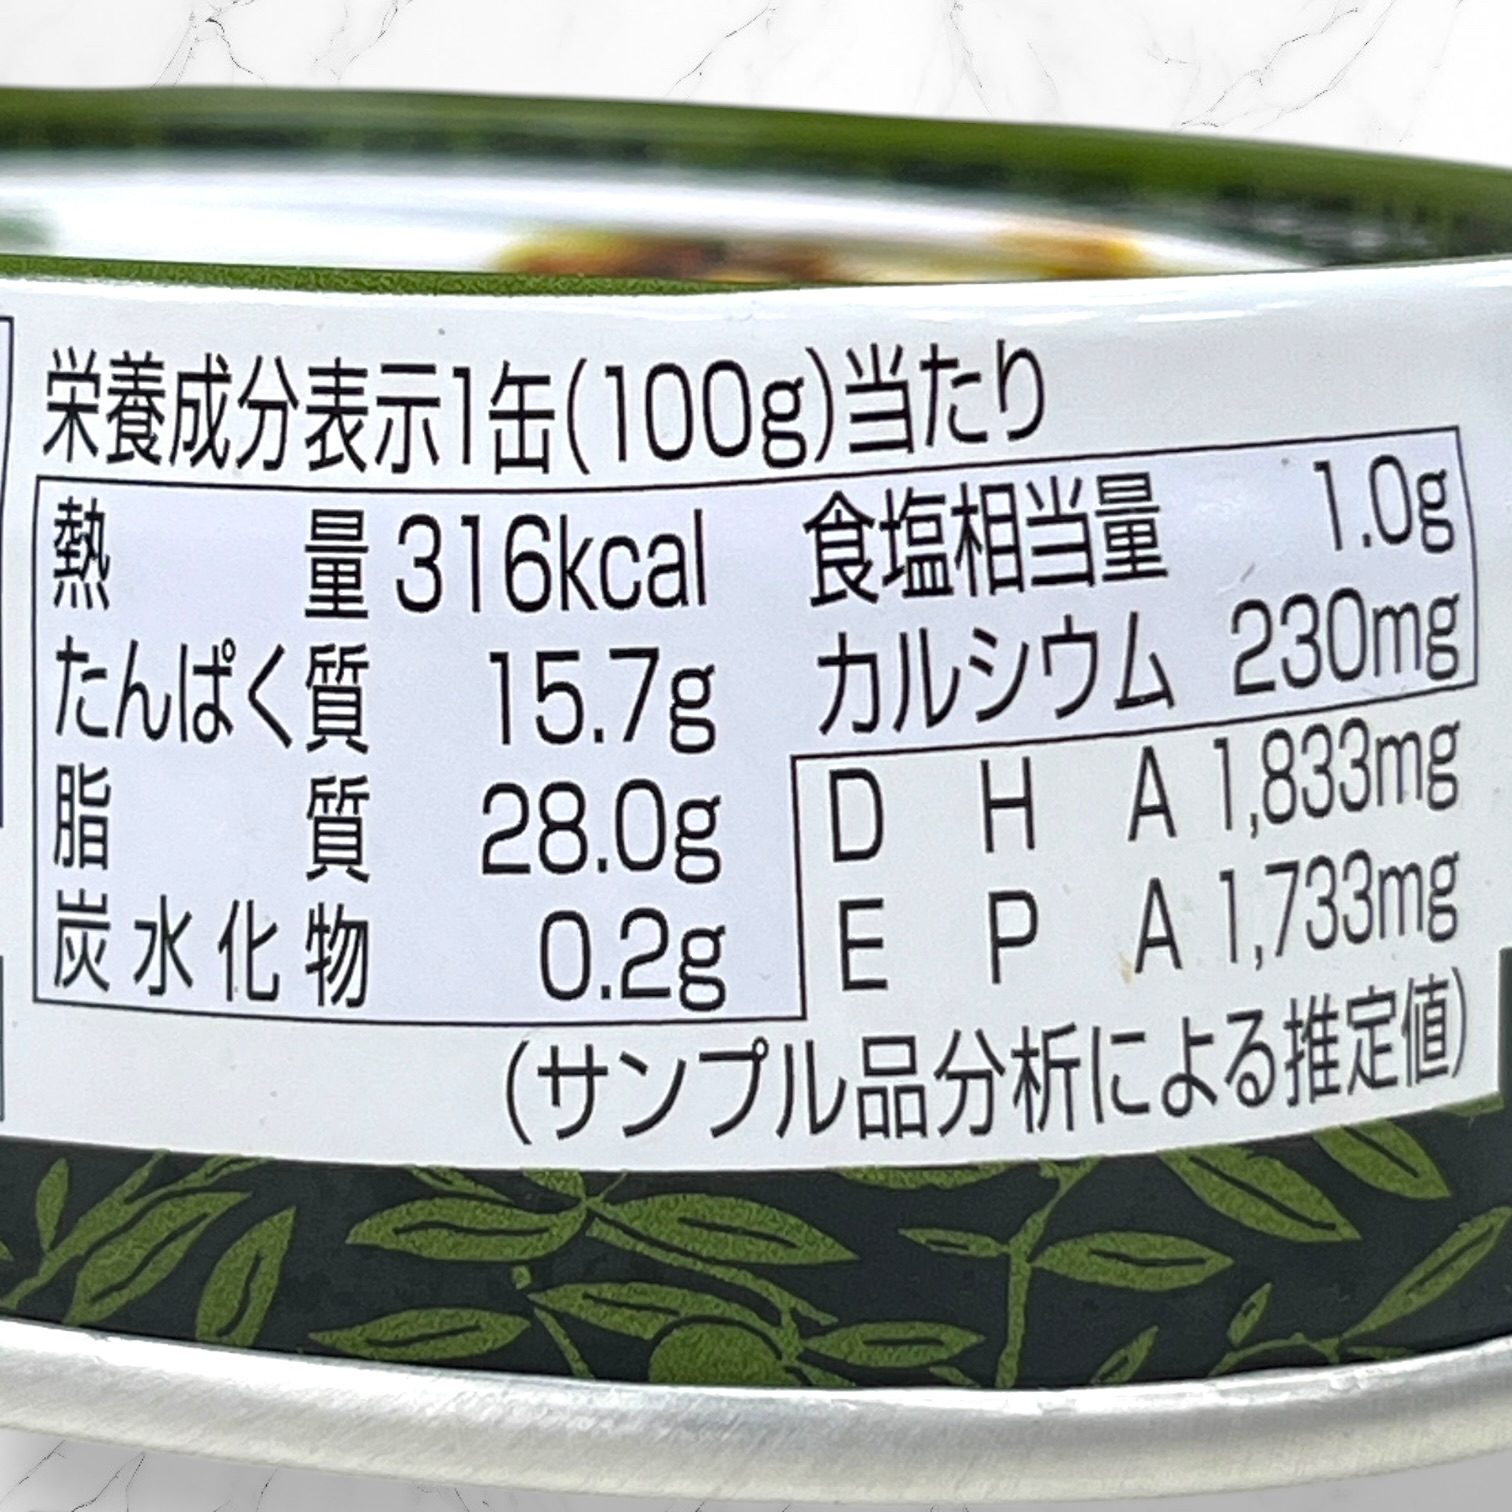 栄養成分表示1缶(100g)当たり
熱量 316kcal
たんぱく質 15.7g
脂質 28.0g
炭水化物 0.2g
食塩相当量 1.0g
カルシウム 230mg
DHA 1,833mg
EPA 1,733mg
(サンプル品分析による推定値)